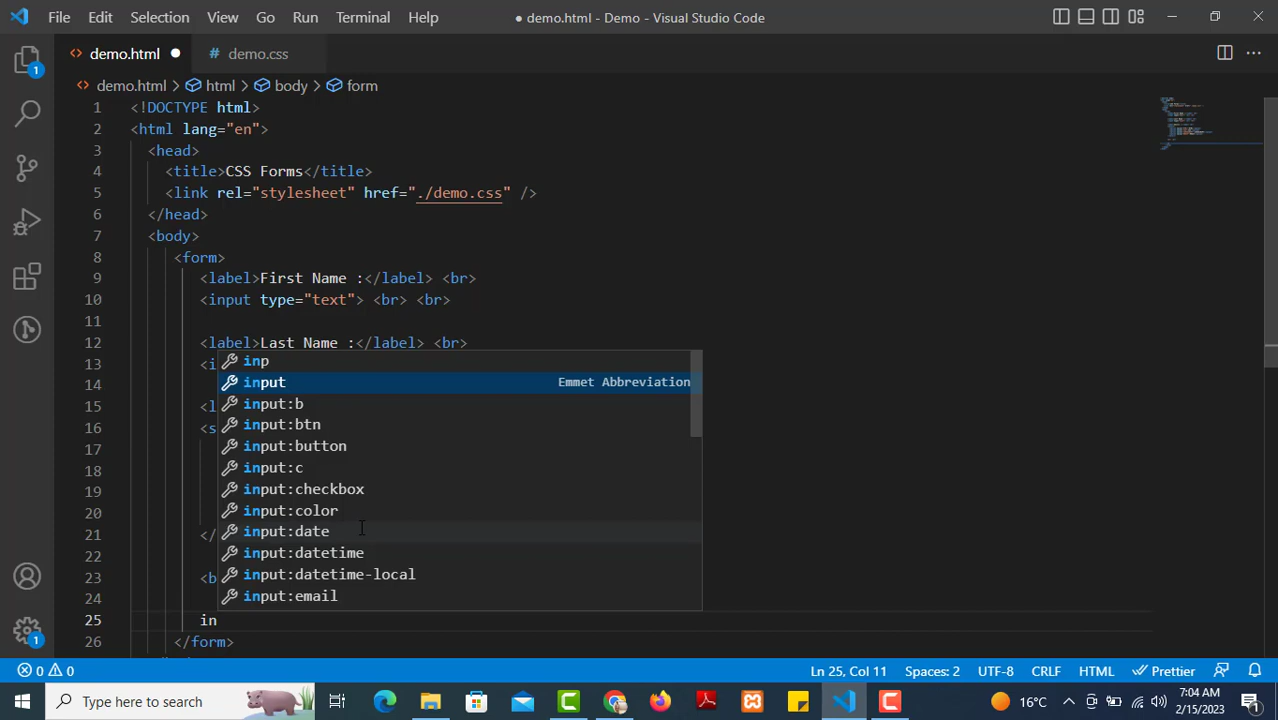 File Edit Selection View Go Run Terminal Help ● demo.html - Demo - Visual Studio Code
demo.html ● # demo.css
demo.html > html > body > form
1 <!DOCTYPE html>
2 <html lang="en">
3 <head>
4 <title>CSS Forms</title>
5 <link rel="stylesheet" href="./demo.css" />
6 </head>
7 <body>
8 <form>
9 <label>First Name :</label> <br>
10 <input type="text"> <br> <br>
11
12 <label>Last Name :</label> <br>
13 <i
inp
14
input Emmet Abbreviation
input:b
15 <l
input:btn
16 <s
input:button
17
input:c
18
input:checkbox
19
input:color
20
input:date
21 </
input:datetime
22
input:datetime-local
23 <b
input:email
24
25 in
26 </form>
0 0 Ln 25, Col 11 Spaces: 2 UTF-8 CRLF HTML Prettier
Type here to search 16°C 7:04 AM
2/15/2023
1
1
1